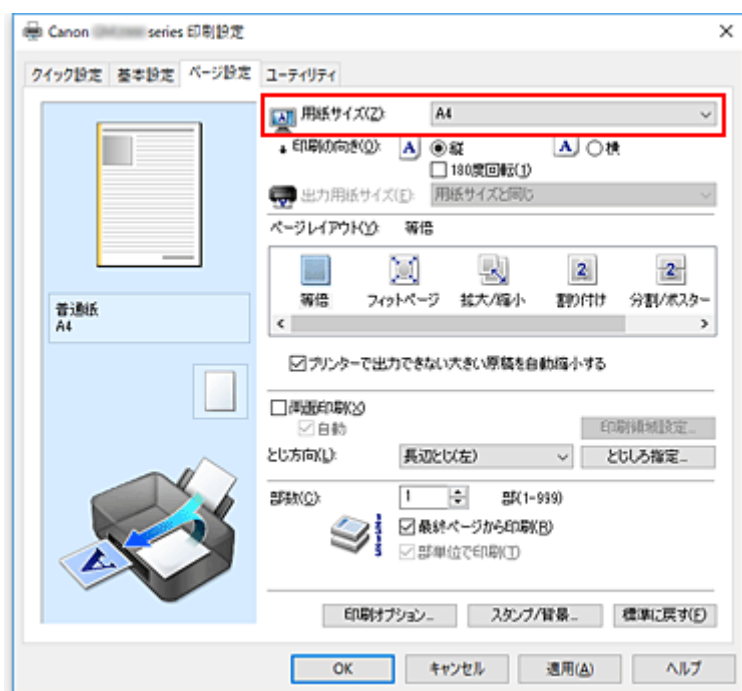 Canon series 印刷設定
クイック設定 基本設定 ページ設定 ユーティリティ
用紙サイズ(Z): A4
印刷の向き(O): A 縦 A 横
180度回転(1)
出力用紙サイズ(E): 用紙サイズと同じ
ページレイアウト(Y): 等倍
等倍 フィットページ 拡大/縮小 2 割り付け 2 分割/ポスター
普通紙
A4
プリンターで出力できない大きい原稿を自動縮小する
両面印刷(X)
自動 印刷領域設定...
とじ方向(L): 長辺とじ(左) とじしろ指定...
部数(C): 1 部(1-999)
最終ページから印刷(R)
部単位で印刷(T)
A
印刷オプション... スタンプ/背景... 標準に戻す(F)
OK キャンセル 適用(A) ヘルプ